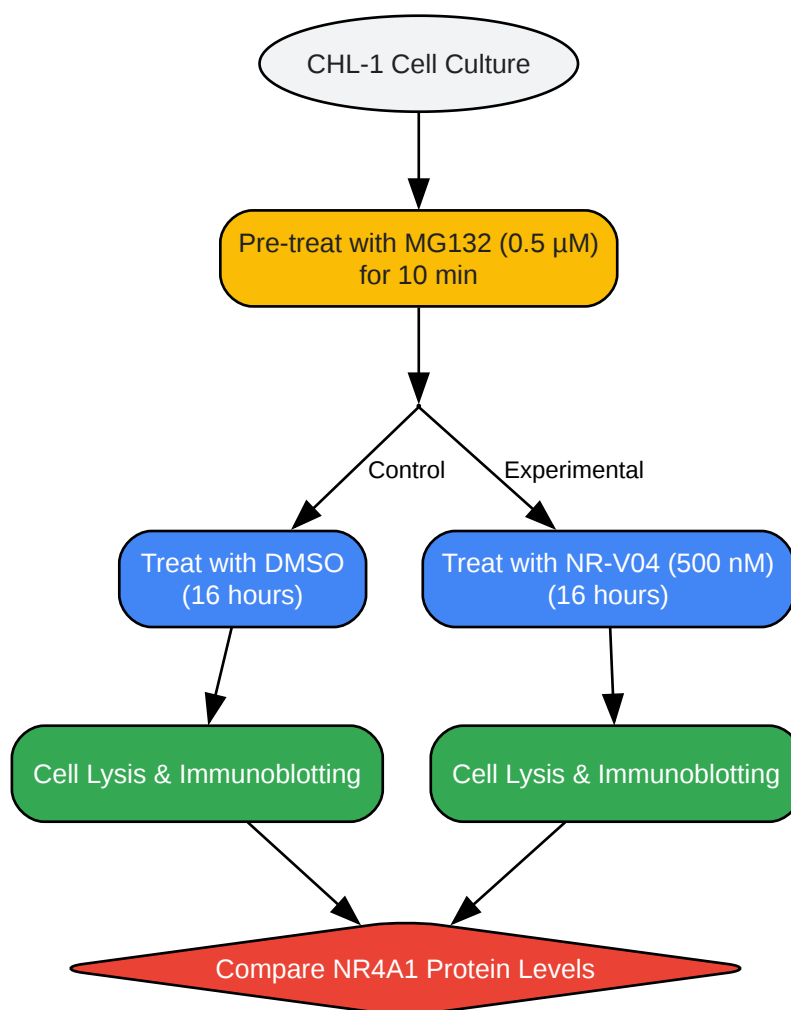 CHL-1 Cell Culture
Pre-treat with MG132 (0.5 µM)
for 10 min
Control
Experimental
Treat with DMSO
(16 hours)
Treat with NR-V04 (500 nM)
(16 hours)
Cell Lysis & Immunoblotting
Cell Lysis & Immunoblotting
Compare NR4A1 Protein Levels